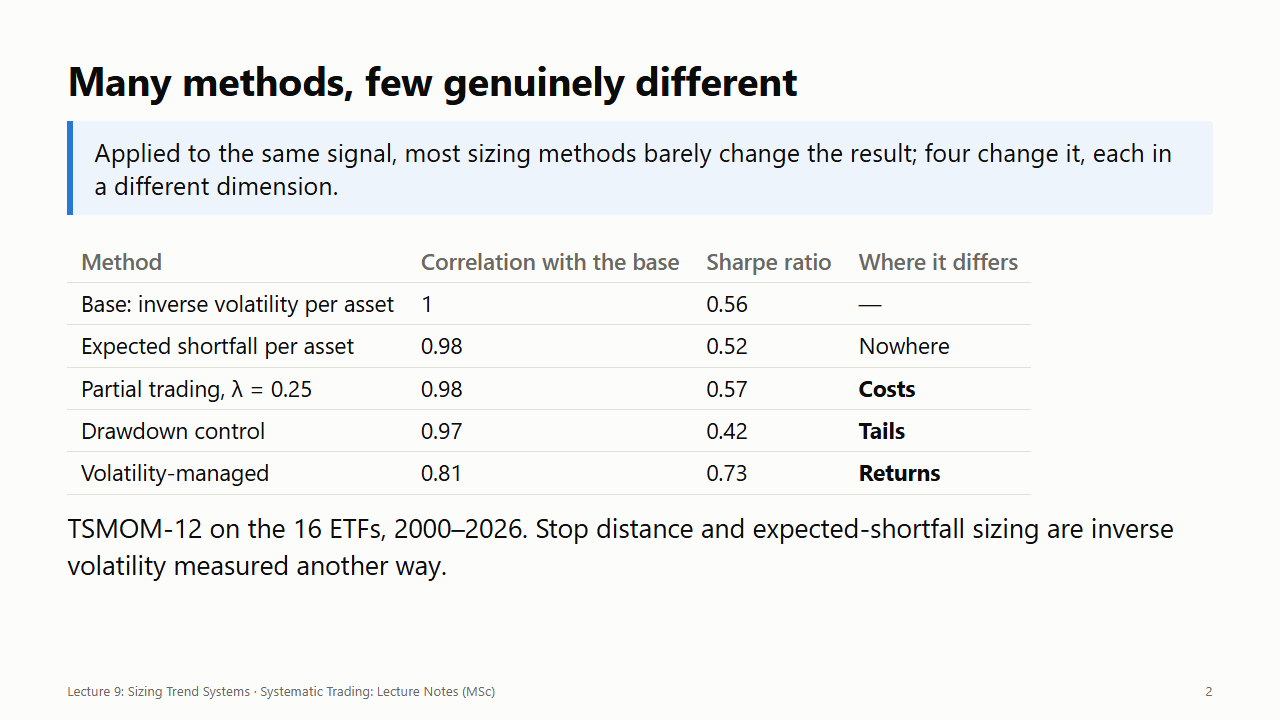 Many methods, few genuinely different
Applied to the same signal, most sizing methods barely change the result; four change it, each in
a different dimension.
Method Correlation with the base Sharpe ratio Where it differs
Base: inverse volatility per asset 1 0.56 —
Expected shortfall per asset 0.98 0.52 Nowhere
Partial trading, λ = 0.25 0.98 0.57 Costs
Drawdown control 0.97 0.42 Tails
Volatility-managed 0.81 0.73 Returns
TSMOM-12 on the 16 ETFs, 2000–2026. Stop distance and expected-shortfall sizing are inverse
volatility measured another way.
Lecture 9: Sizing Trend Systems · Systematic Trading: Lecture Notes (MSc) 2